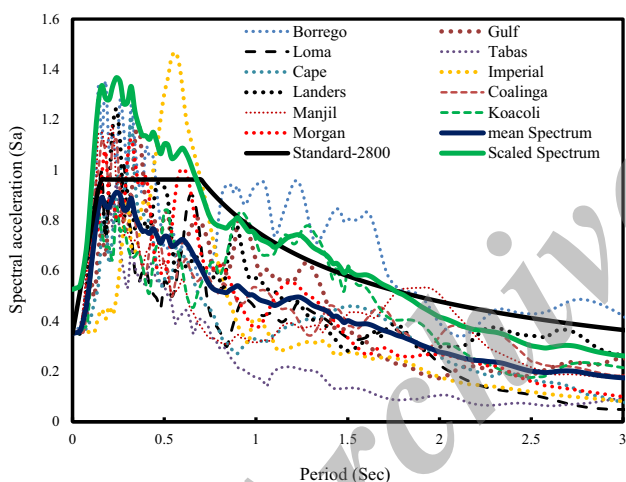 1.6
1.4
1.2
1
0.8
0.6
0.4
0.2
0
Spectral acceleration (Sa)
Borrego
Gulf
Loma
Tabas
Cape
Imperial
Landers
Coalinga
Manjil
Koacoli
Morgan
mean Spectrum
Standard-2800
Scaled Spectrum
0
0.5
1
1.5
2
2.5
3
Period (Sec)
rchive